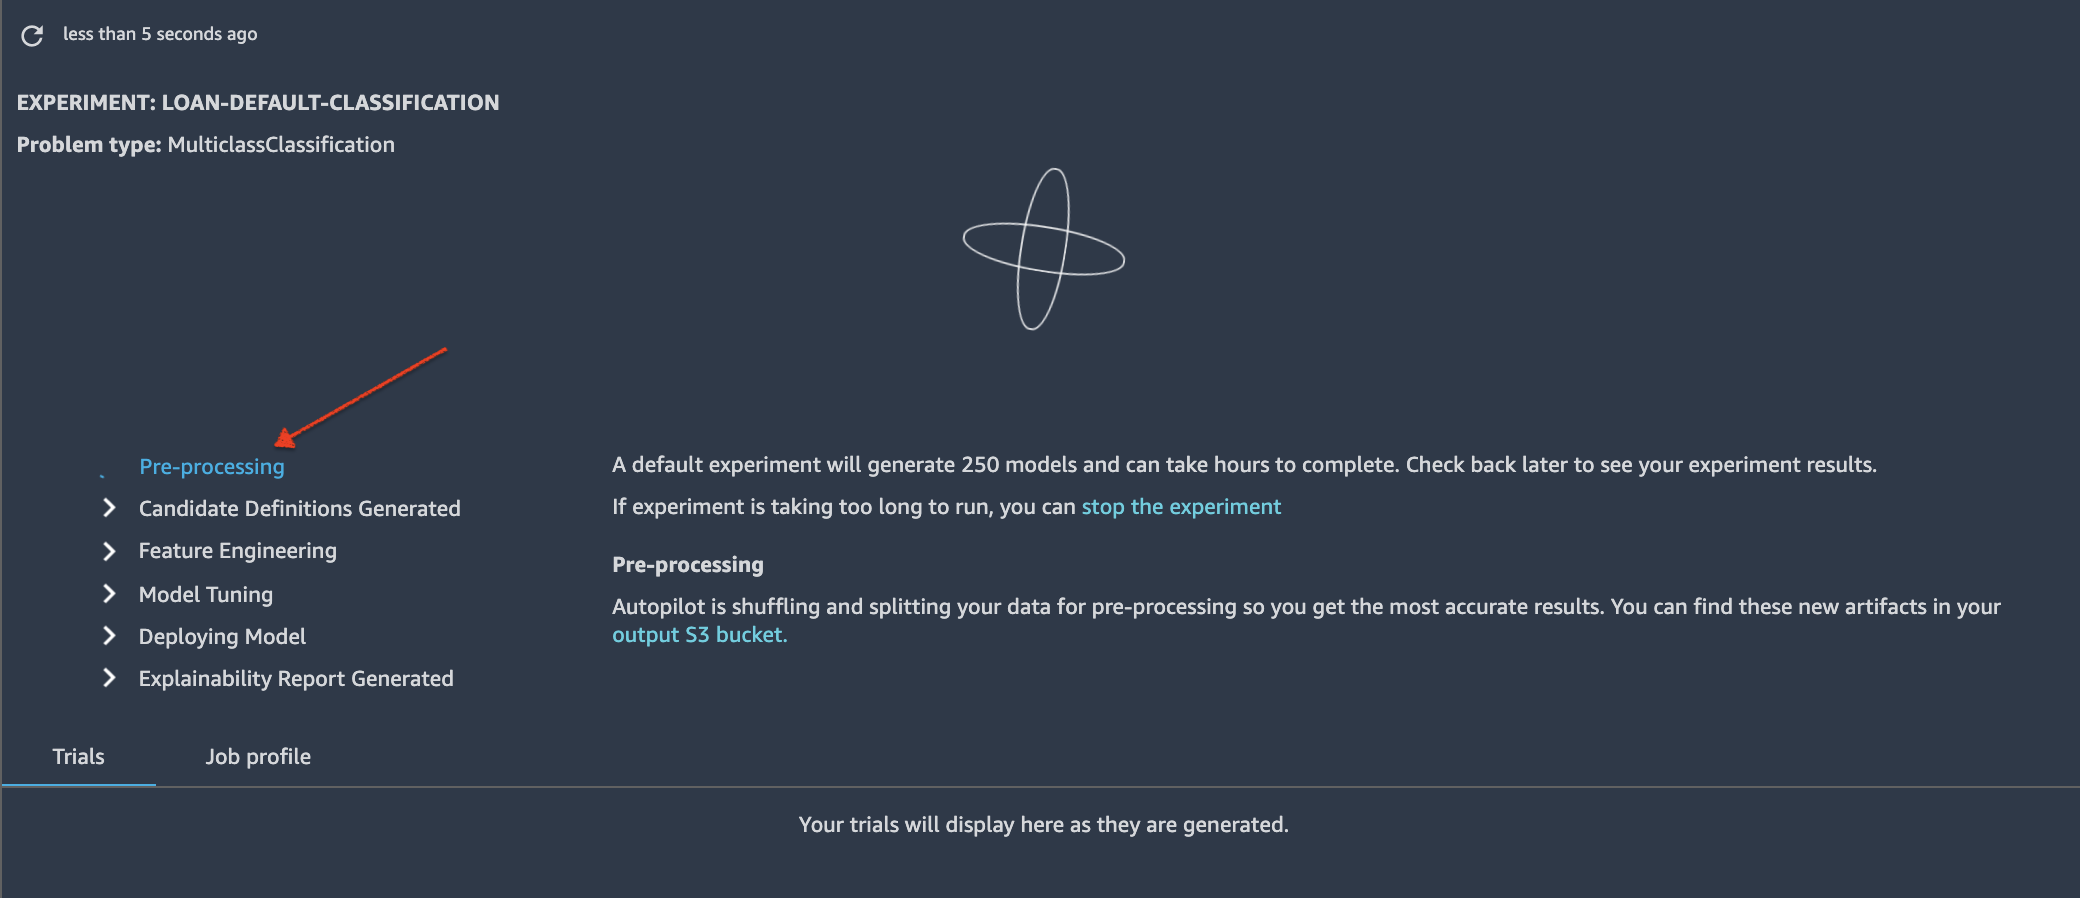 less than 5 seconds ago
EXPERIMENT: LOAN-DEFAULT-CLASSIFICATION
Problem type: MulticlassClassification
Pre-processing
Candidate Definitions Generated
Feature Engineering
Model Tuning
Deploying Model
Explainability Report Generated
A default experiment will generate 250 models and can take hours to complete. Check back later to see your experiment results.
If experiment is taking too long to run, you can stop the experiment
Pre-processing
Autopilot is shuffling and splitting your data for pre-processing so you get the most accurate results. You can find these new artifacts in your
output S3 bucket.
Trials
Job profile
Your trials will display here as they are generated.